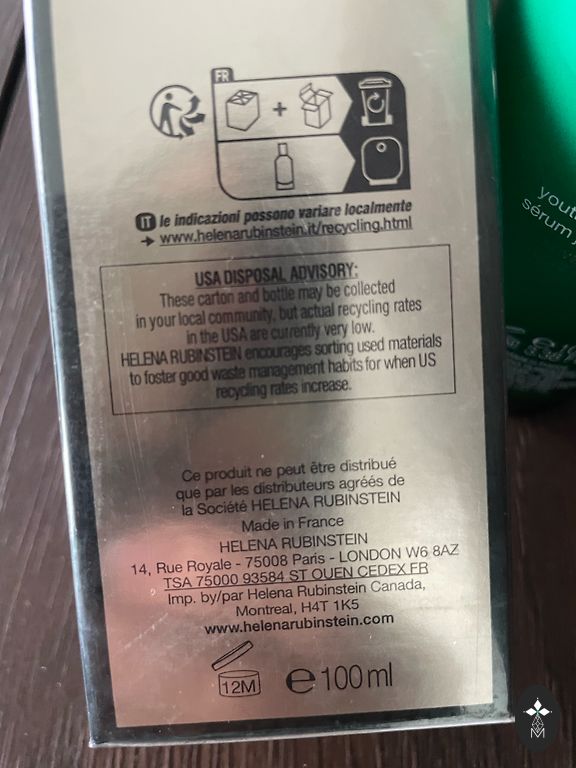 FR
+
IT le indicazioni possono variare localmente
→ www.helenarubinstein.it/recycling.html
USA DISPOSAL ADVISORY:
These carton and bottle may be collected
in your local community, but actual recycling rates
in the USA are currently very low.
HELENA RUBINSTEIN encourages sorting used materials
to foster good waste management habits for when US
recycling rates increase.
Ce produit ne peut être distribué
que par les distributeurs agréés de
la Société HELENA RUBINSTEIN
Made in France
HELENA RUBINSTEIN
14, Rue Royale - 75008 Paris - LONDON W6 8AZ
TSA 75000 93584 ST OUEN CEDEX FR
Imp. by/par Helena Rubinstein Canada,
Montreal, H4T 1K5
www.helenarubinstein.com
12M
e 100 ml
yout
sérum